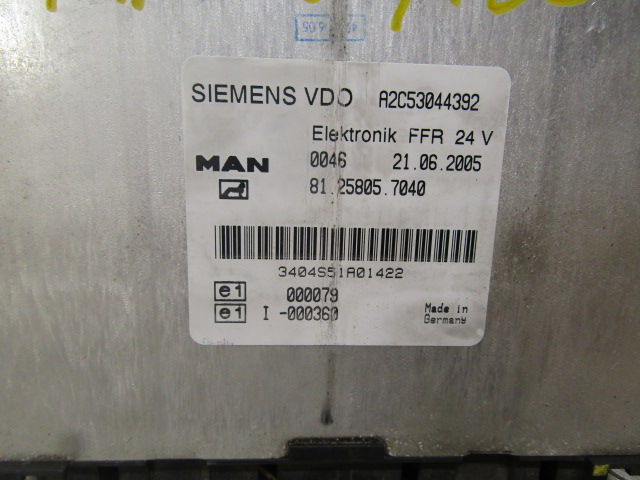 SIEMENS VDO A2C53044392
Elektronik FFR 24 V
MAN 0046 21.06.2005
81.25805.7040
3404S51A01422
e1 000079
e1 I -000360
Made in
Germany